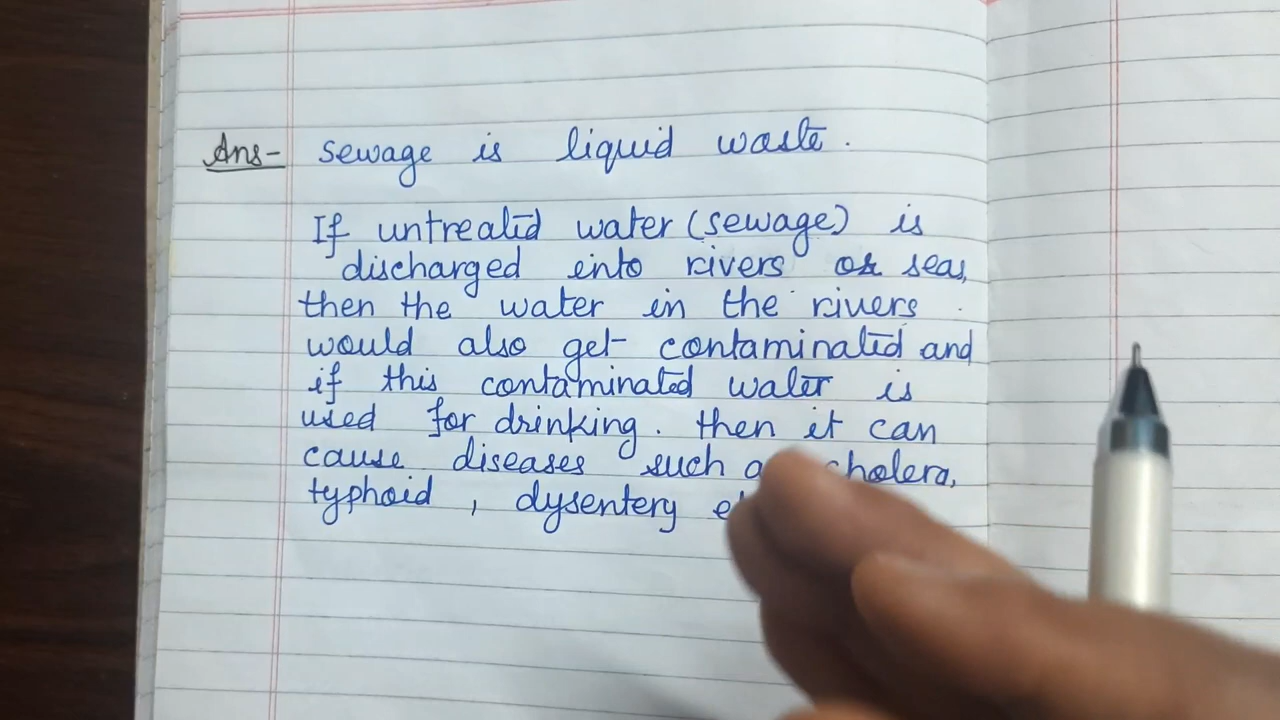 Ans- Sewage is liquid waste.
If untreated water (sewage) is
discharged into rivers or seas,
then the water in the rivers
would also get contaminated and
if this contaminated water is
used for drinking. then it can
cause diseases such cholera,
typhoid, dysentery